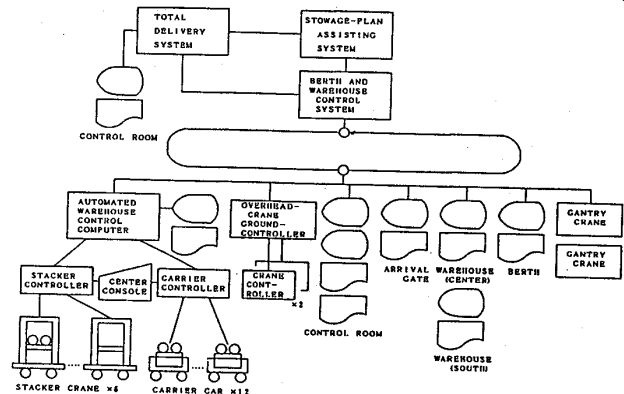 TOTAL
DELIVERY
SYSTEM
STOWAGE-PLAN
ASSISTING
SYSTEM
BERTH AND
WAREHOUSE
CONTROL
SYSTEM
CONTROL ROOM
AUTOMATED
WAREHOUSE
CONTROL
COMPUTER
OVERHEAD-
CRANE
GROUND-
CONTROLLER
GANTRY
CRANE
GANTRY
CRANE
ARRIVAL
GATE
WAREHOUSE
(CENTER)
BERTH
STACKER
CONTROLLER
CENTER
CONSOLE
CARRIER
CONTROLLER
CRANE
CONT-
ROLLER
×2
CONTROL ROOM
WAREHOUSE
(SOUTH)
STACKER CRANE ×6
CARRIER CAR ×12